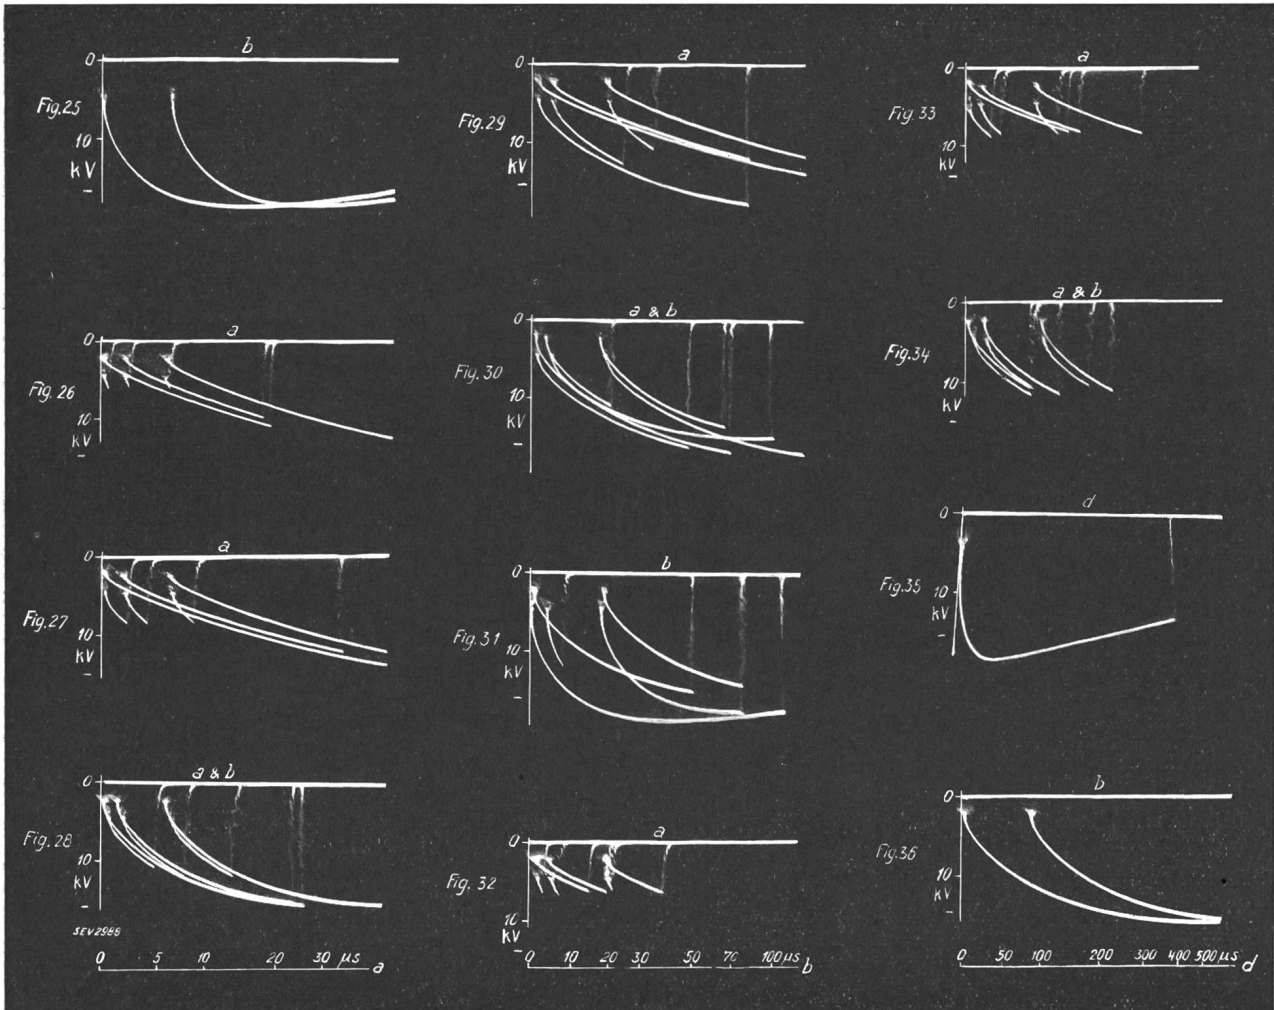 b
0
Fig.25
10
kV
a
0
Fig. 26
10
kV
a
0
Fig.27
10
kV
a & b
0
Fig. 28
10
kV
SEV2988
0 5 10 20 30 µs a
a
0
Fig.29
10
kV
a & b
0
Fig. 30
10
kV
b
0
Fig.31
10
kV
a
0
Fig. 32
10
kV
0 10 20 30 50 70 100 µs b
a
0
Fig. 33
10
kV
a & b
0
Fig.34
10
kV
d
0
Fig.35
10
kV
b
0
Fig.36
10
kV
0 50 100 200 300 400 500 µs d